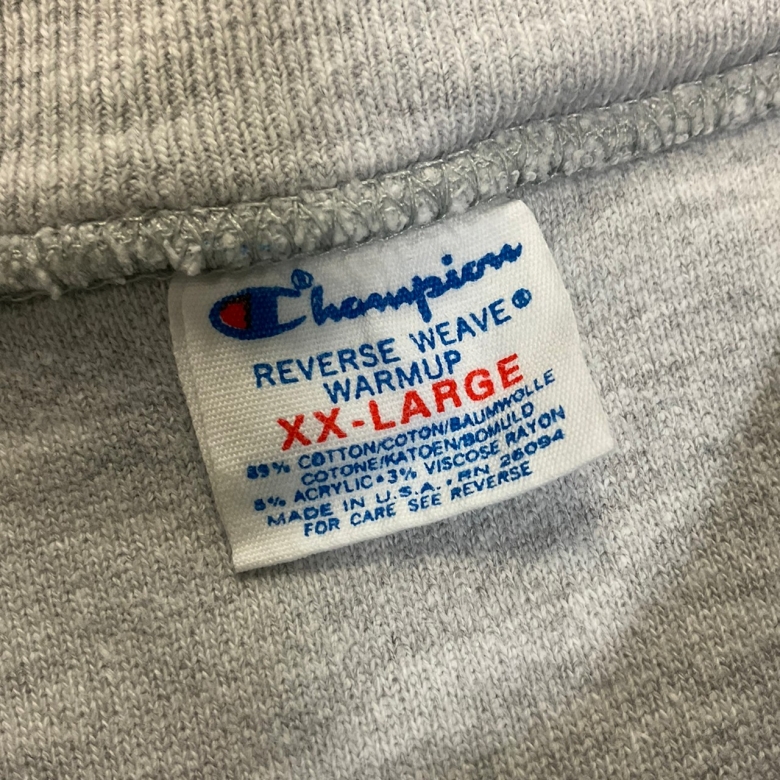 Champion®
REVERSE WEAVE®
WARMUP
XX-LARGE
89% COTTON/COTON/BAUMWOLLE
COTONE/KATOEN/BOMULD
8% ACRYLIC•3% VISCOSE RAYON
MADE IN U.S.A. • RN 26094
FOR CARE SEE REVERSE